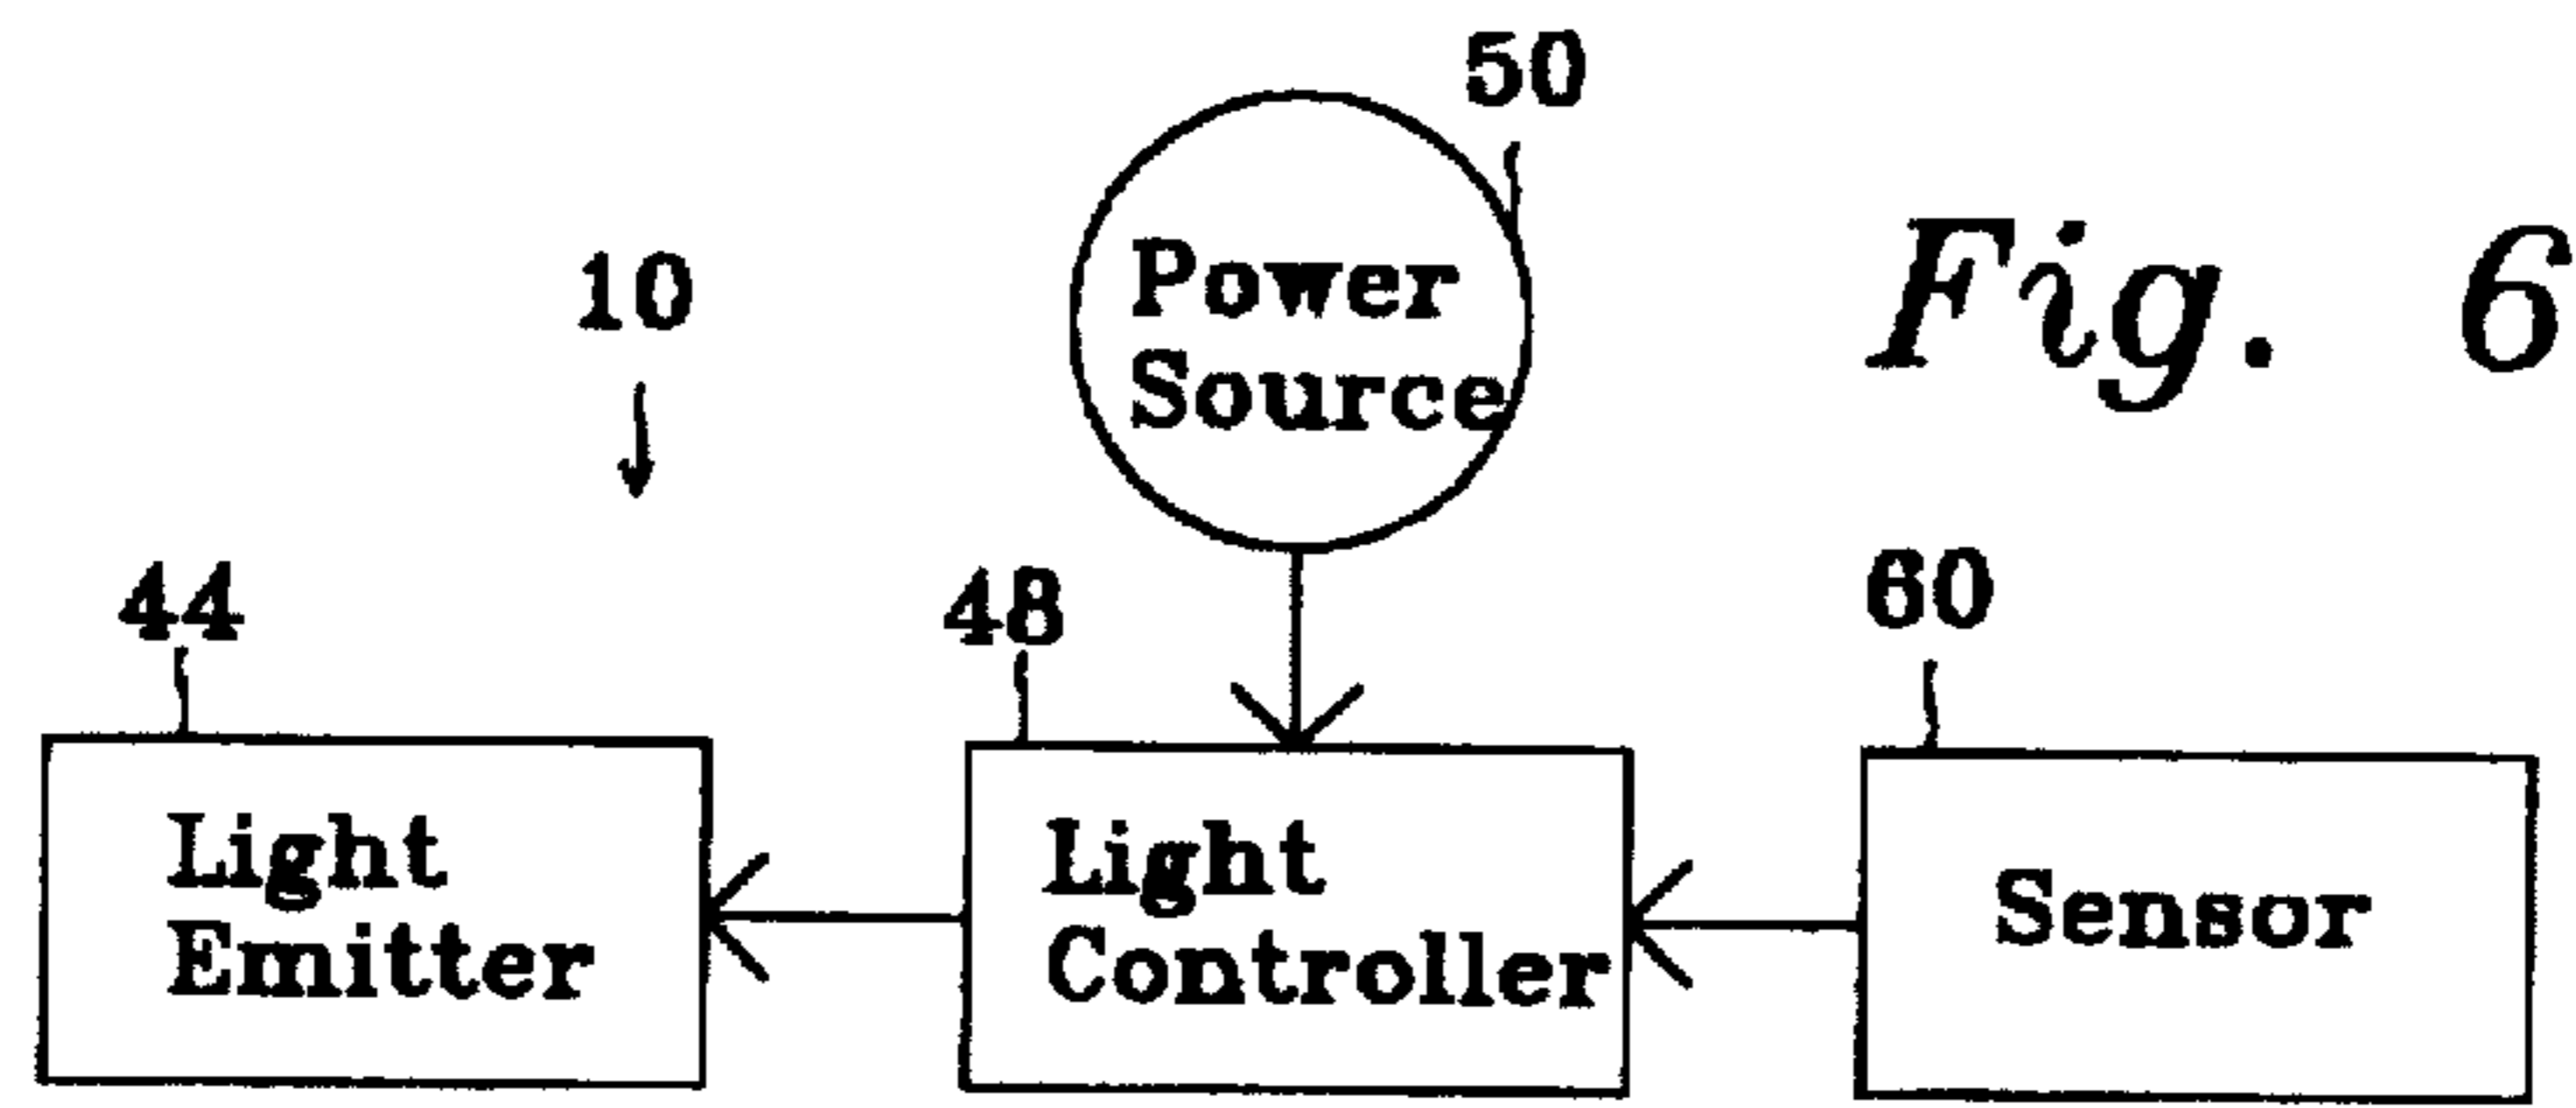 50
Fig. 6
10
Power
Source
44
48
60
Light
Emitter
Light
Controller
Sensor